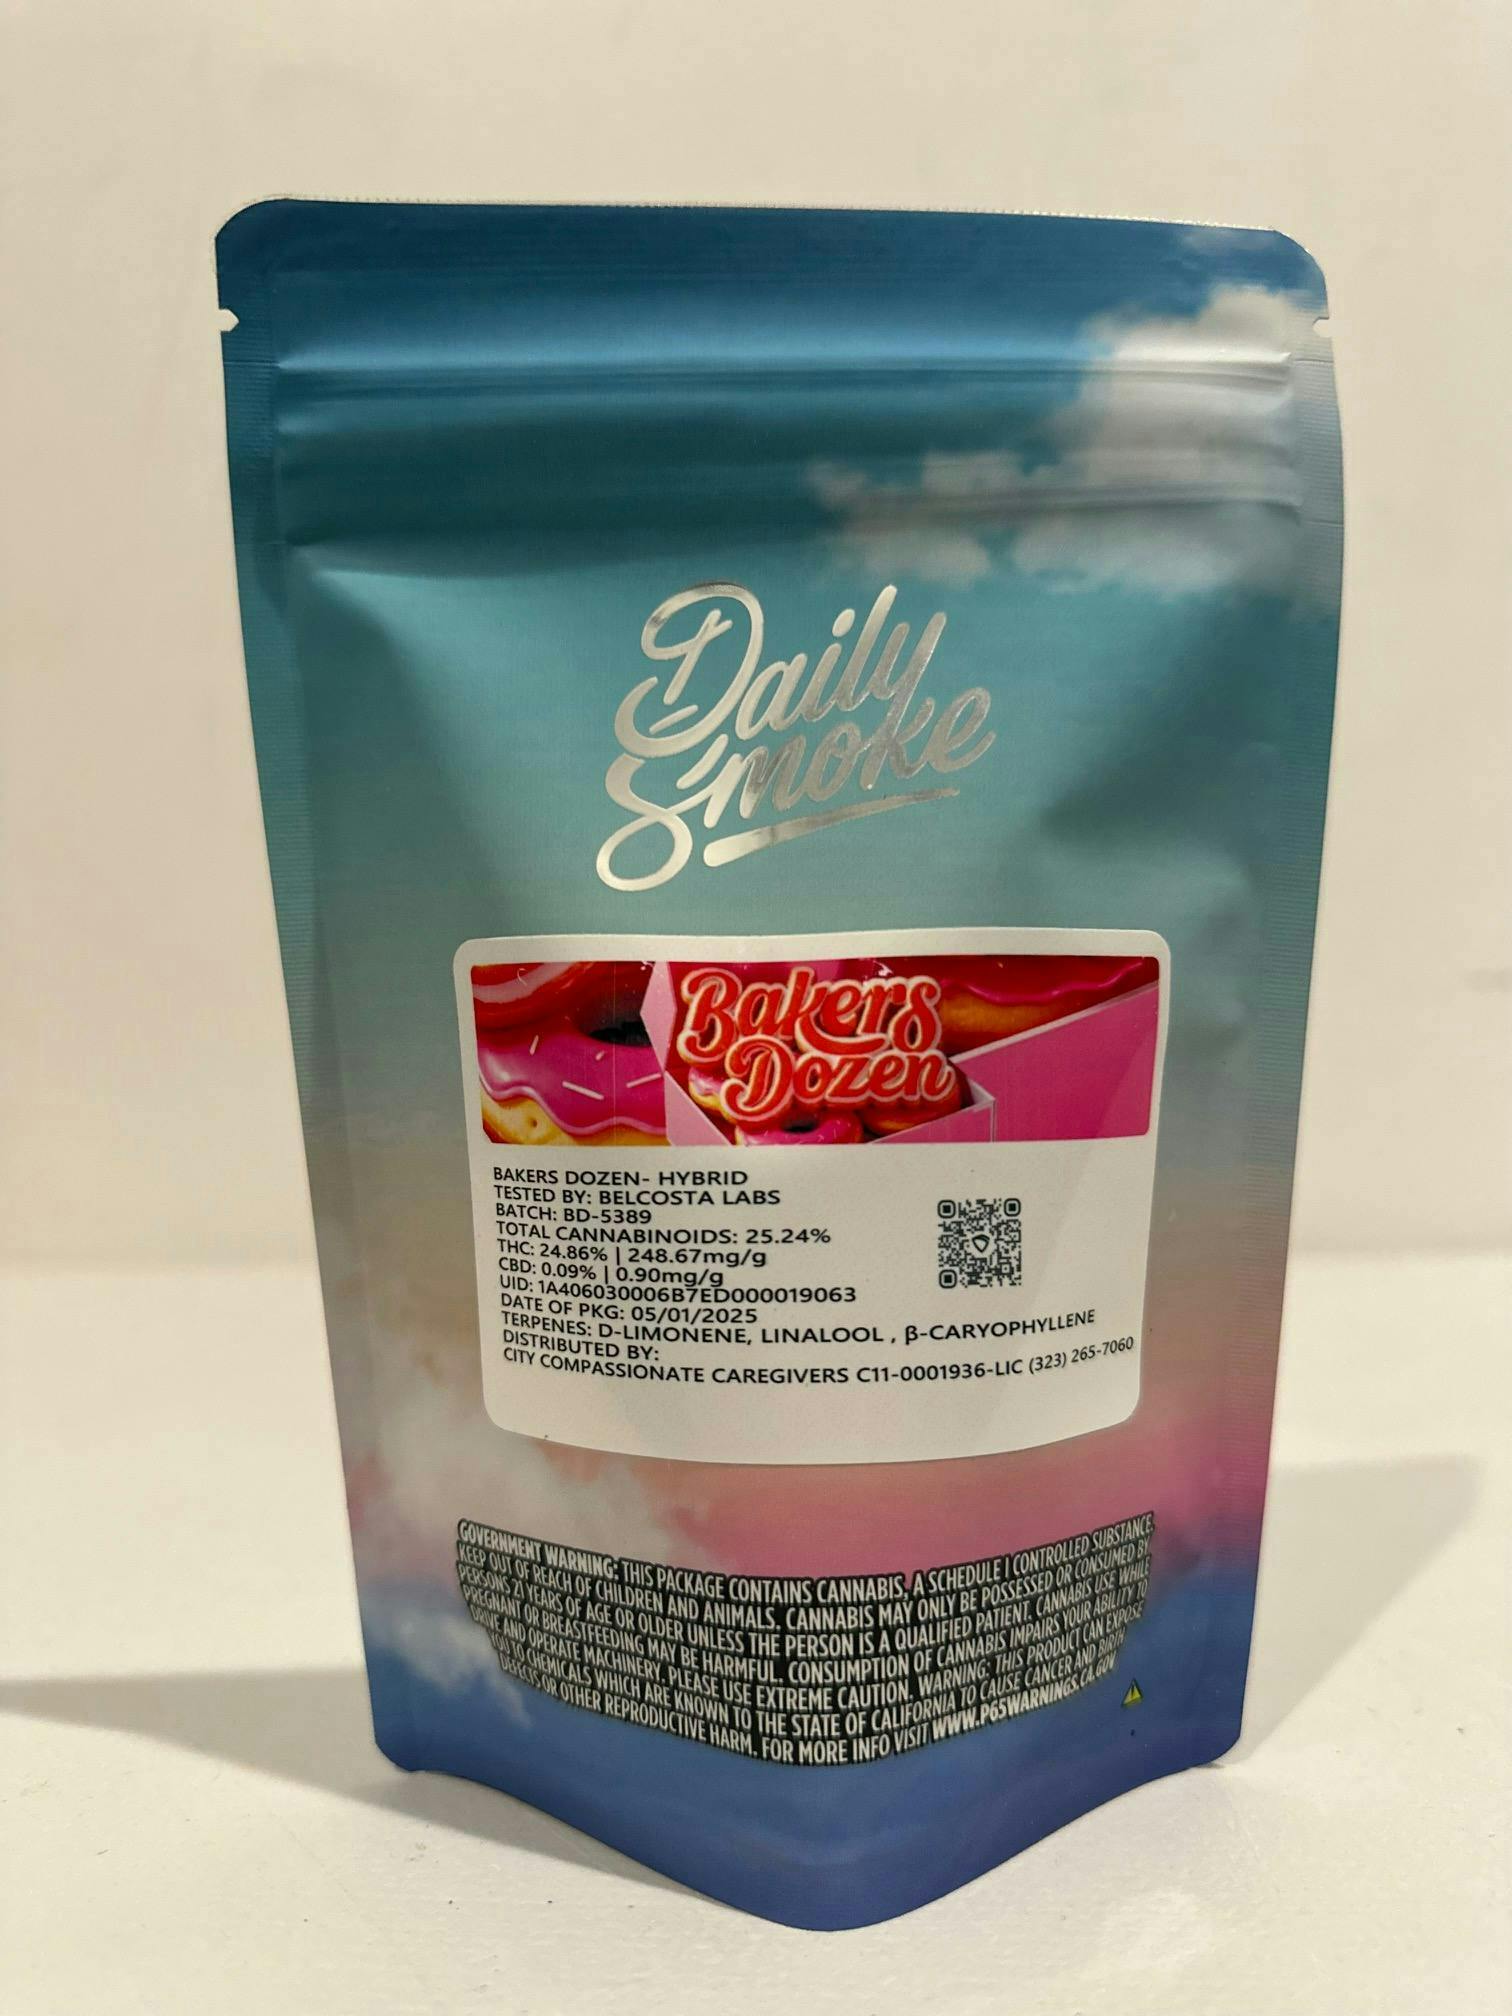 Daily
Smoke
Bakers
Dozen
BAKERS DOZEN- HYBRID
TESTED BY: BELCOSTA LABS
BATCH: BD-5389
TOTAL CANNABINOIDS: 25.24%
THC: 24.86% | 248.67mg/g
CBD: 0.09% | 0.90mg/g
UID: 1A406030006B7ED000019063
DATE OF PKG: 05/01/2025
TERPENES: D-LIMONENE, LINALOOL , β-CARYOPHYLLENE
DISTRIBUTED BY:
CITY COMPASSIONATE CAREGIVERS C11-0001936-LIC (323) 265-7060
GOVERNMENT WARNING: THIS PACKAGE CONTAINS CANNABIS, A SCHEDULE I CONTROLLED SUBSTANCE.
KEEP OUT OF REACH OF CHILDREN AND ANIMALS. CANNABIS MAY ONLY BE POSSESSED OR CONSUMED BY
PERSONS 21 YEARS OF AGE OR OLDER UNLESS THE PERSON IS A QUALIFIED PATIENT. CANNABIS USE WHILE
PREGNANT OR BREASTFEEDING MAY BE HARMFUL. CONSUMPTION OF CANNABIS IMPAIRS YOUR ABILITY TO
DRIVE AND OPERATE MACHINERY. PLEASE USE EXTREME CAUTION. WARNING: THIS PRODUCT CAN EXPOSE
YOU TO CHEMICALS WHICH ARE KNOWN TO THE STATE OF CALIFORNIA TO CAUSE CANCER AND BIRTH
DEFECTS OR OTHER REPRODUCTIVE HARM. FOR MORE INFO VISIT WWW.P65WARNINGS.CA.GOV